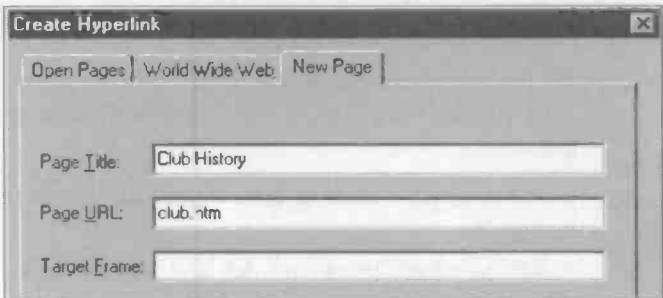 Create Hyperlink
Open Pages World Wide Web New Page
Page Title: Club History
Page URL: club.htm
Target Frame: